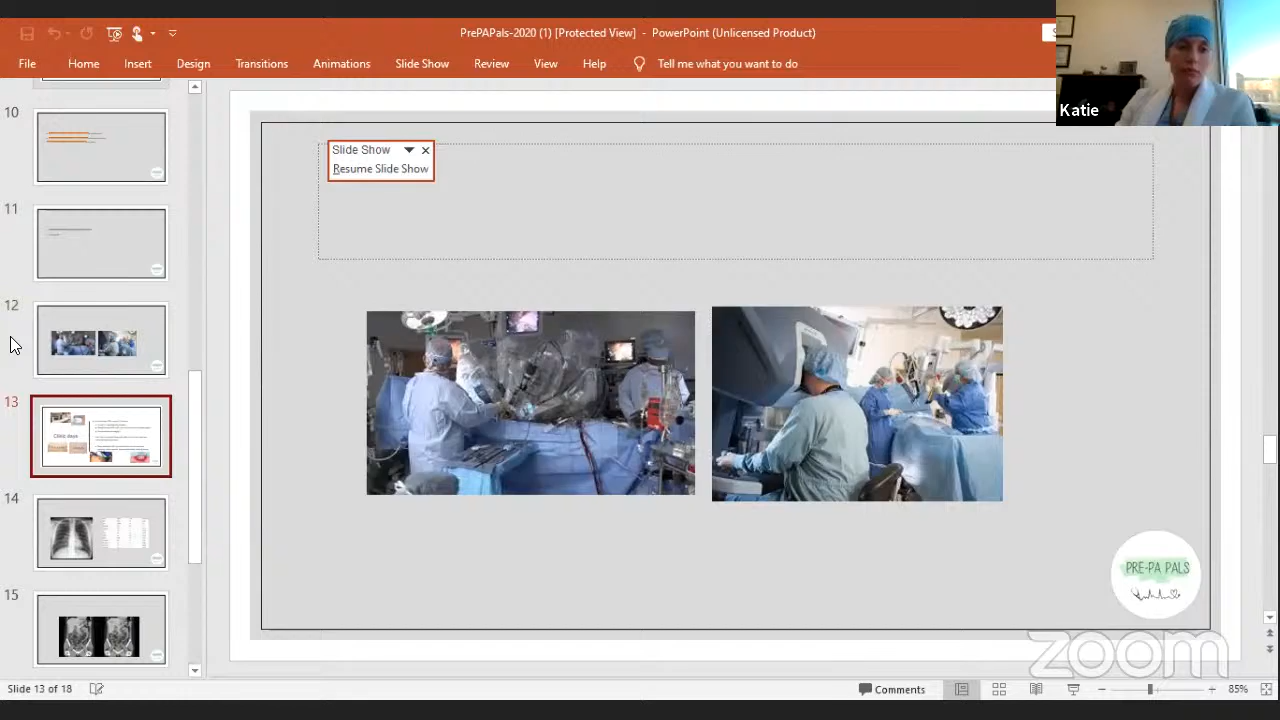 PrePAPals-2020 (1) [Protected View] - PowerPoint (Unlicensed Product)
File Home Insert Design Transitions Animations Slide Show Review View Help Tell me what you want to do
Katie
10
11
12
13
Clinic days
14
15
Slide Show
Resume Slide Show
PRE-PA PALS
zoom
Slide 13 of 18
Comments
85%